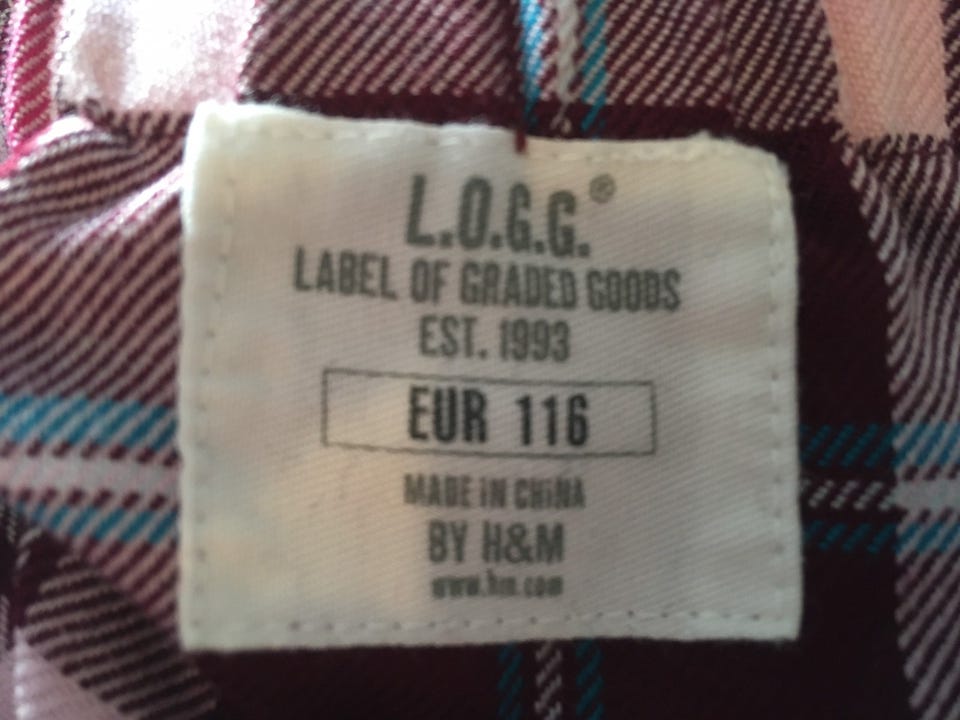 L.O.G.G.®
LABEL OF GRADED GOODS
EST. 1993
EUR 116
MADE IN CHINA
BY H&M
www.hm.com